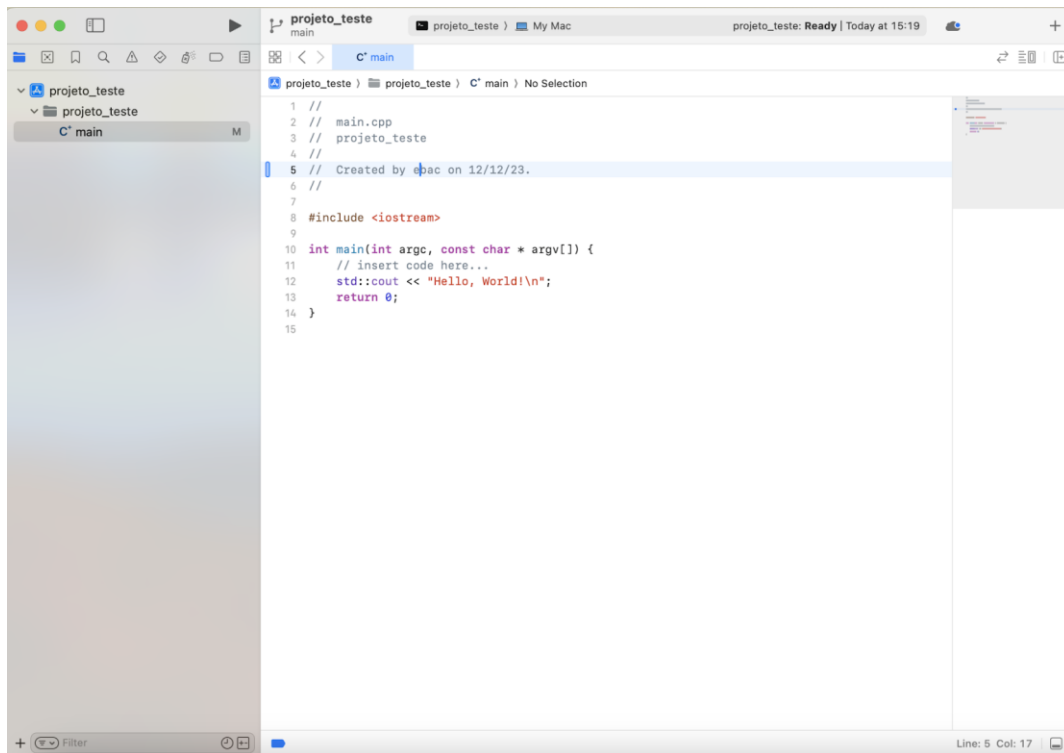 projeto_teste
main
projeto_teste ⟩ My Mac
projeto_teste: Ready | Today at 15:19
C⁺ main
projeto_teste
projeto_teste
C⁺ main M
projeto_teste ⟩ projeto_teste ⟩ C⁺ main ⟩ No Selection
1 //
2 //  main.cpp
3 //  projeto_teste
4 //
5 //  Created by ebac on 12/12/23.
6 //
7
8 #include <iostream>
9
10 int main(int argc, const char * argv[]) {
11     // insert code here...
12     std::cout << "Hello, World!\n";
13     return 0;
14 }
15
Filter
Line: 5 Col: 17